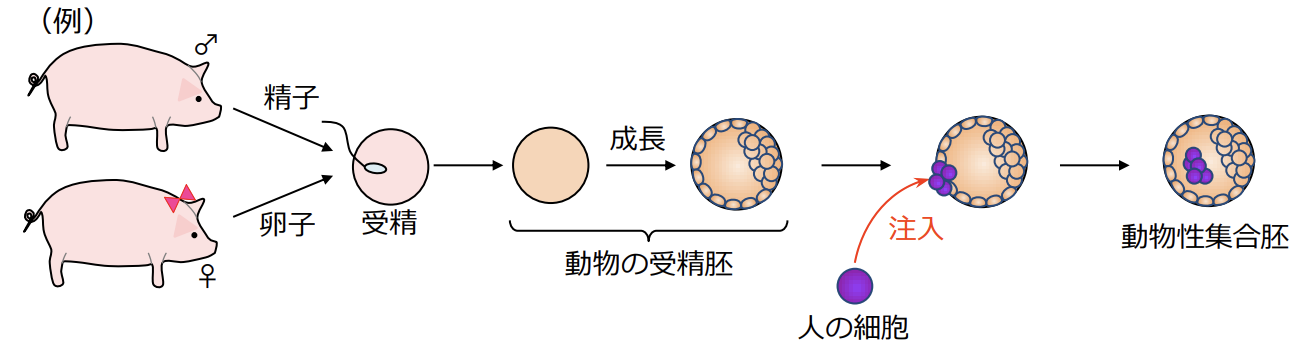 （例）
♂
精子
卵子
♀
受精
成長
動物の受精胚
注入
人の細胞
動物性集合胚